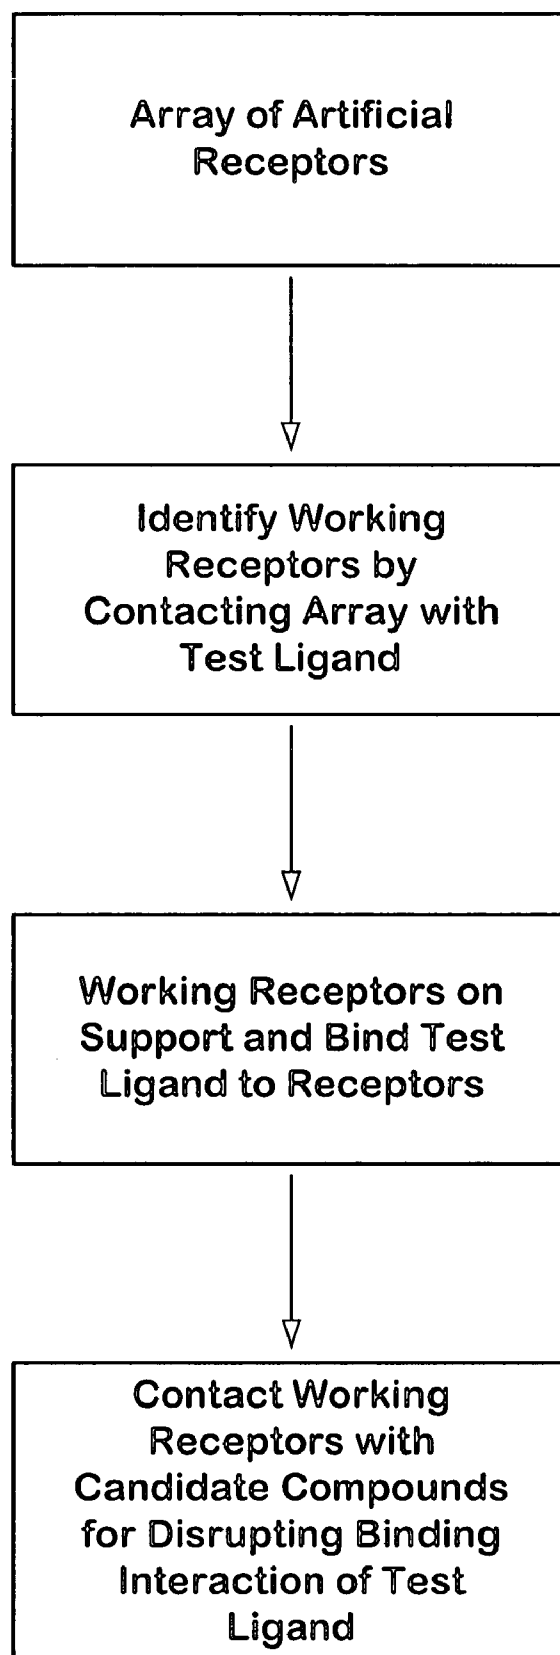 Array of Artificial
Receptors
Identify Working
Receptors by
Contacting Array with
Test Ligand
Working Receptors on
Support and Bind Test
Ligand to Receptors
Contact Working
Receptors with
Candidate Compounds
for Disrupting Binding
Interaction of Test
Ligand